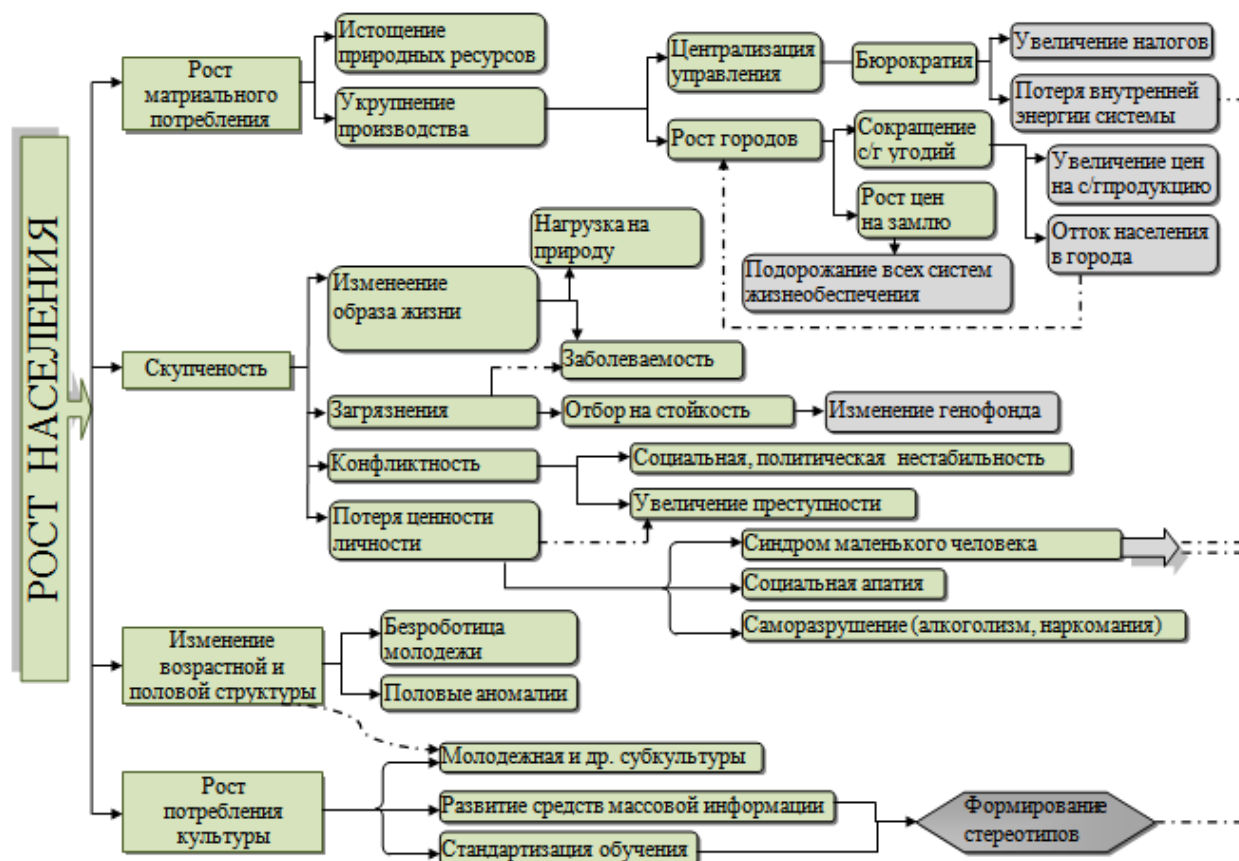 РОСТ НАСЕЛЕНИЯ
Рост
матриального
потребления
Истощение
природных ресурсов
Укрупнение
производства
Централизация
управления
Бюрократия
Увеличение налогов
Потеря внутренней
энергии системы
Рост городов
Сокращение
с/г угодий
Увеличение цен
на с/гпродукцию
Рост цен
на замлю
Отток населения
в города
Подорожание всех систем
жизнеобеспечения
Скупченость
Изменеение
образа жизни
Нагрузка на
природу
Заболеваемость
Загрязнения
Отбор на стойкость
Изменение генофонда
Конфликтность
Социальная, политическая нестабильность
Увеличение преступности
Потеря ценности
личности
Синдром маленького человека
Социальная апатия
Саморазрушение (алкоголизм, наркомания)
Изменение
возрастной и
половой структуры
Безроботица
молодежи
Половые аномалии
Рост
потребления
культуры
Молодежная и др. субкультуры
Развитие средств массовой информации
Стандартизация обучения
Формирование
стереотипов